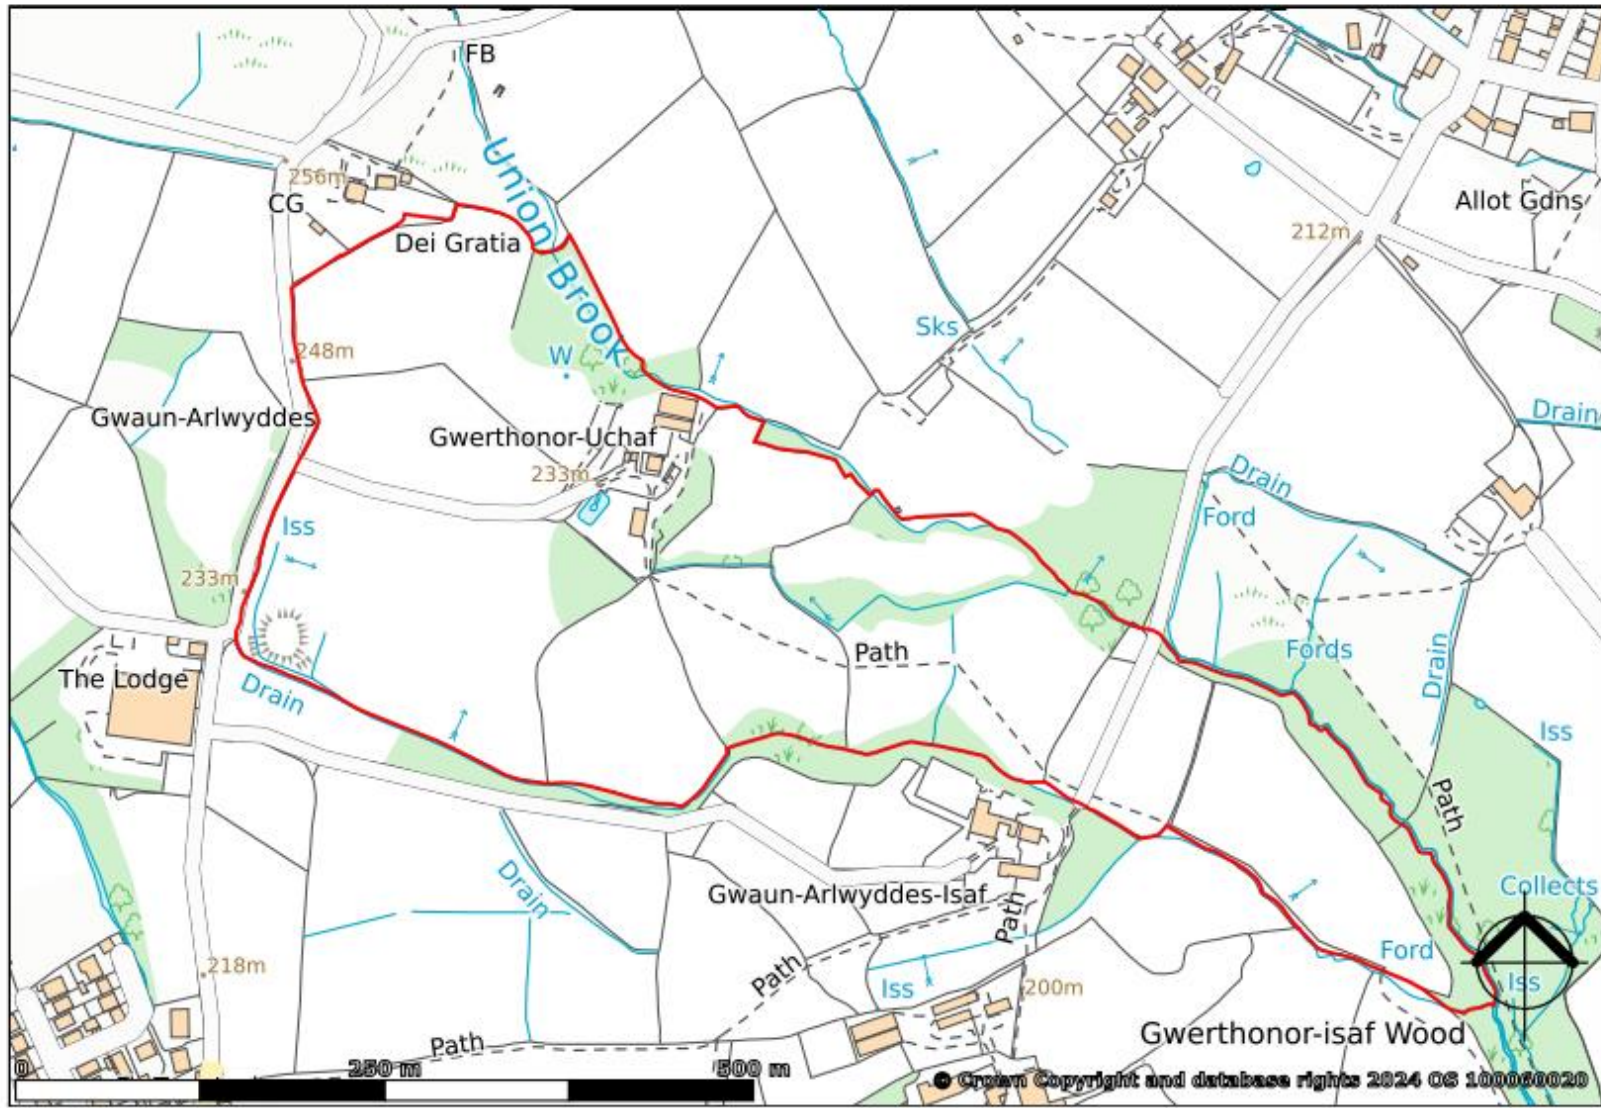 FB
256m
CG
Union Brook
Dei Gratia
Allot Gdns
212m
Sks
W
248m
Gwaun-Arlwyddes
Gwerthonor-Uchaf
233m
Drain
Drain
Ford
Iss
233m
Path
Fords
Drain
The Lodge
Drain
Iss
Path
Drain
Gwaun-Arlwyddes-Isaf
Path
Collects
218m
Path
Iss
200m
Ford
Iss
Gwerthonor-isaf Wood
Path
0
250 m
500 m
© Crown Copyright and database rights 2024 OS 100060020